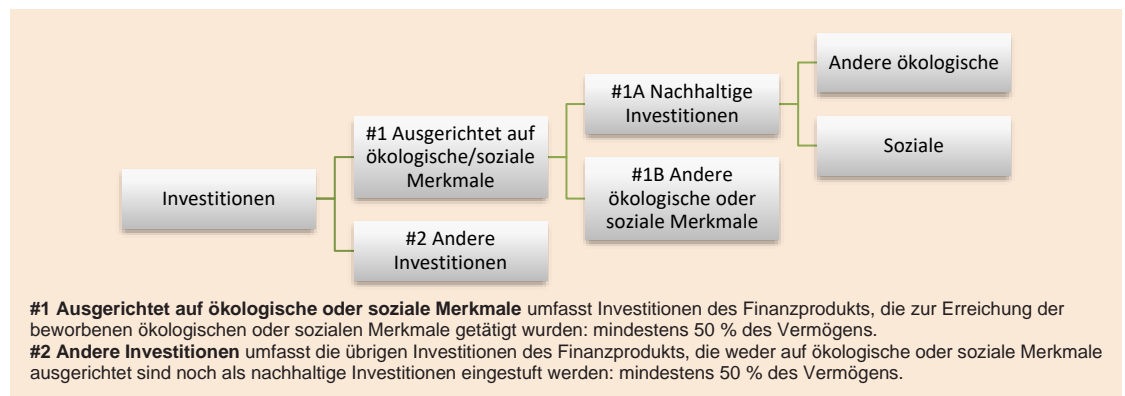 Investitionen
#1 Ausgerichtet auf
ökologische/soziale
Merkmale
#2 Andere
Investitionen
#1A Nachhaltige
Investitionen
#1B Andere
ökologische oder
soziale Merkmale
Andere ökologische
Soziale
#1 Ausgerichtet auf ökologische oder soziale Merkmale umfasst Investitionen des Finanzprodukts, die zur Erreichung der
beworbenen ökologischen oder sozialen Merkmale getätigt wurden: mindestens 50 % des Vermögens.
#2 Andere Investitionen umfasst die übrigen Investitionen des Finanzprodukts, die weder auf ökologische oder soziale Merkmale
ausgerichtet sind noch als nachhaltige Investitionen eingestuft werden: mindestens 50 % des Vermögens.